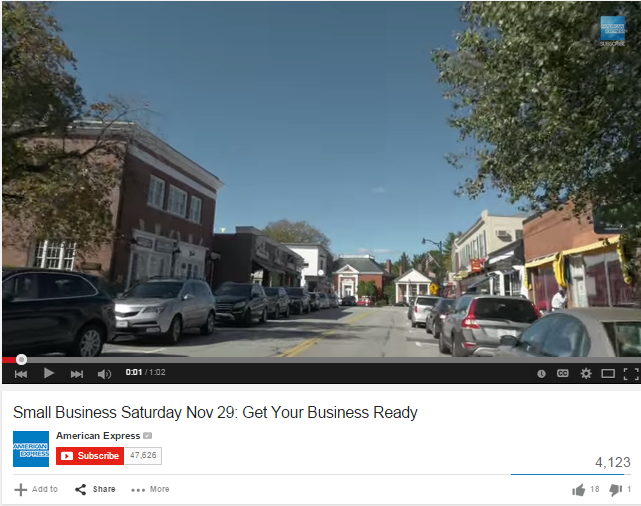 AMERICAN EXPRESS
SUBSCRIBE
0:01 / 1:02
CC
Small Business Saturday Nov 29: Get Your Business Ready
AMERICAN
EXPRESS
American Express
Subscribe 47,626
4,123
Add to Share More 18 1